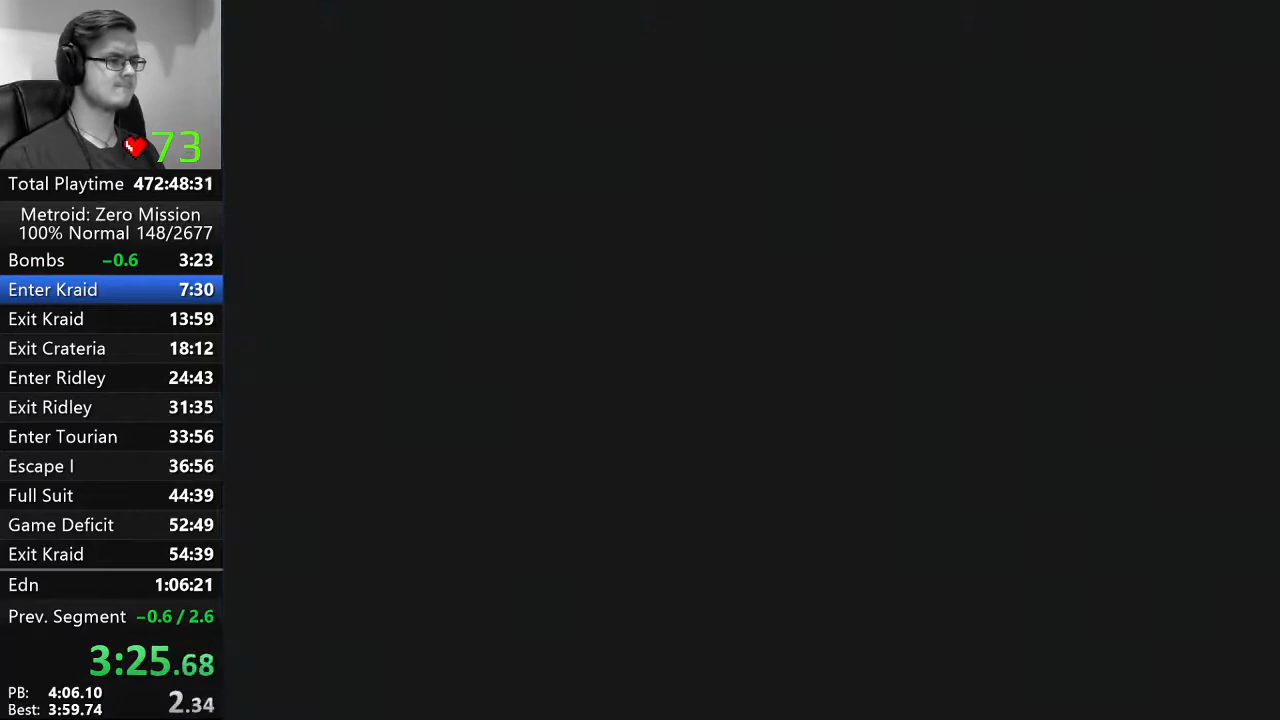 73
Total Playtime 472:48:31
Metroid: Zero Mission
100% Normal 148/2677
Bombs −0.6 3:23
Enter Kraid 7:30
Exit Kraid 13:59
Exit Crateria 18:12
Enter Ridley 24:43
Exit Ridley 31:35
Enter Tourian 33:56
Escape I 36:56
Full Suit 44:39
Game Deficit 52:49
Exit Kraid 54:39
Edn 1:06:21
Prev. Segment −0.6 / 2.6
3:25.68
PB: 4:06.10
Best: 3:59.74 2.34